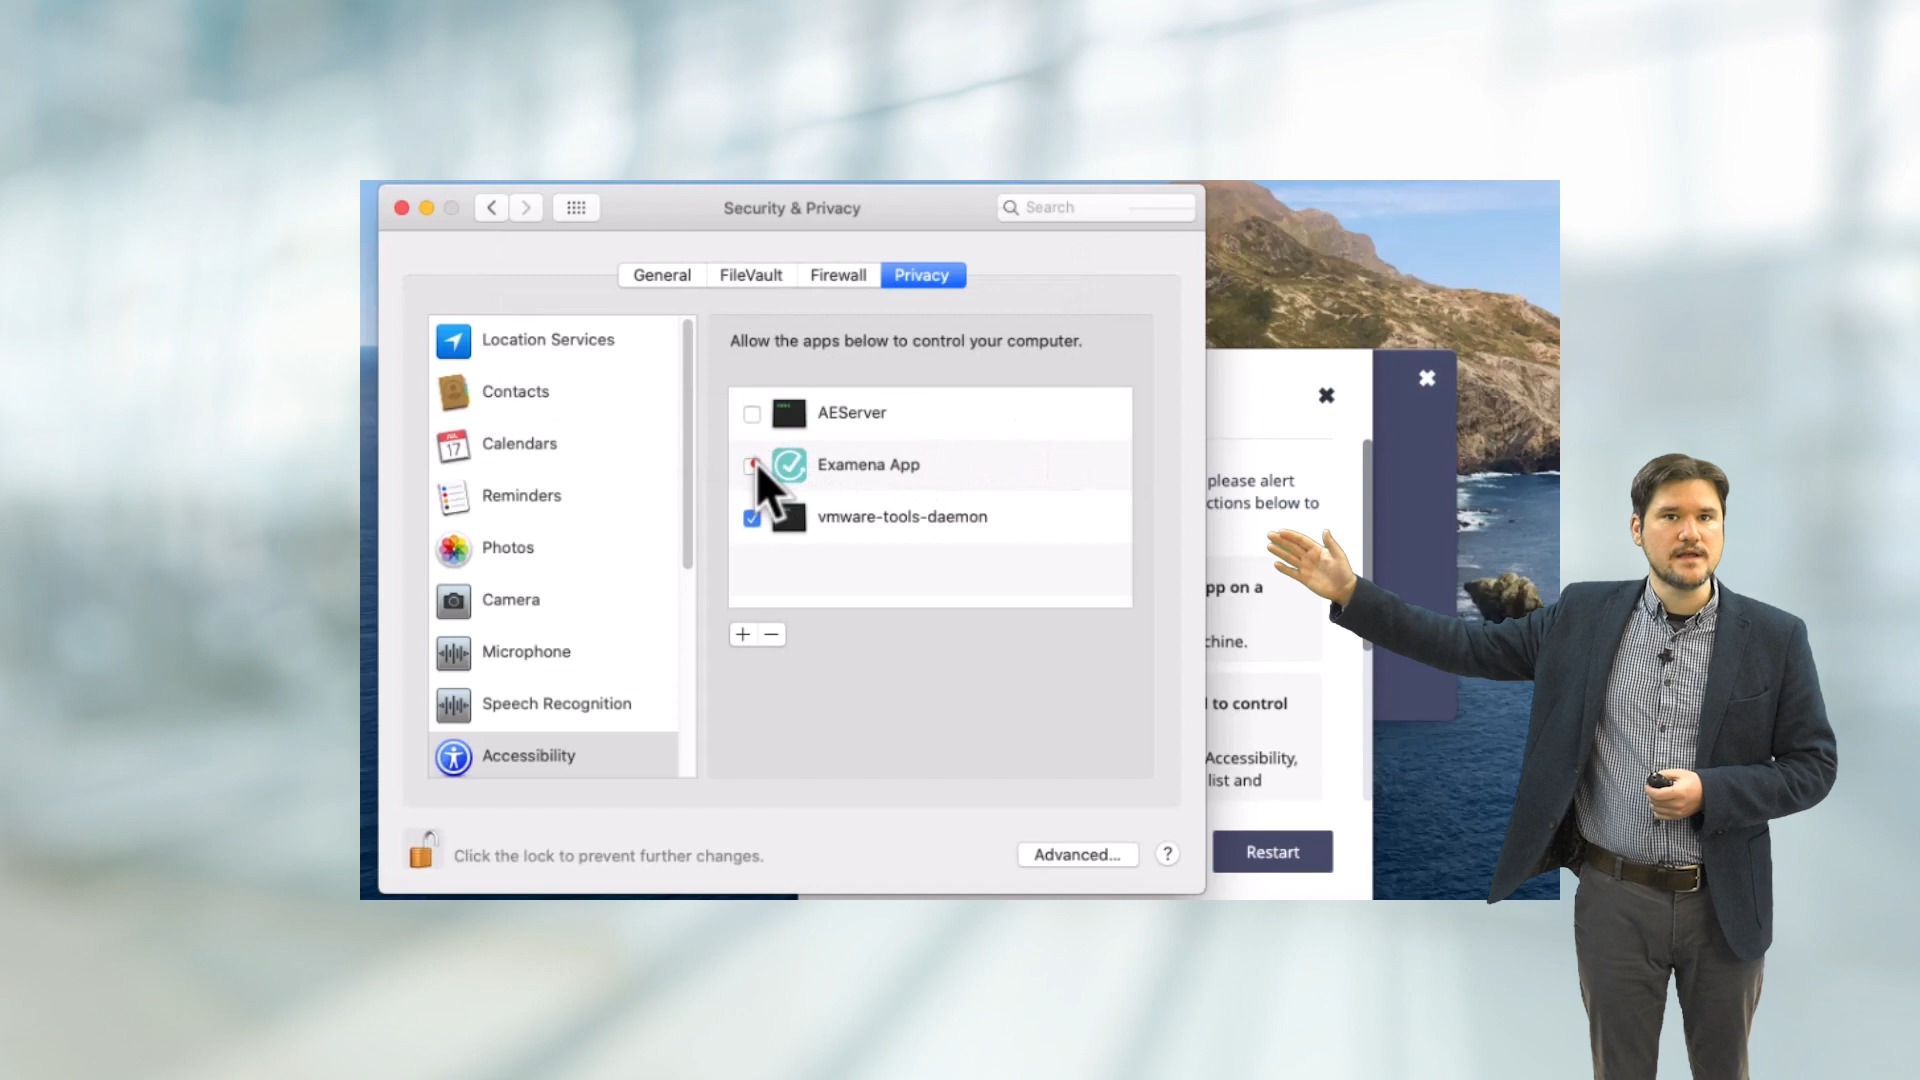 Security & Privacy
Search
General
FileVault
Firewall
Privacy
Location Services
Contacts
Calendars
JUL
17
Reminders
Photos
Camera
Microphone
Speech Recognition
Accessibility
Allow the apps below to control your computer.
AEServer
Examena App
vmware-tools-daemon
+ −
Click the lock to prevent further changes.
Advanced...
?
please alert
ctions below to
pp on a
chine.
to control
Accessibility,
list and
Restart